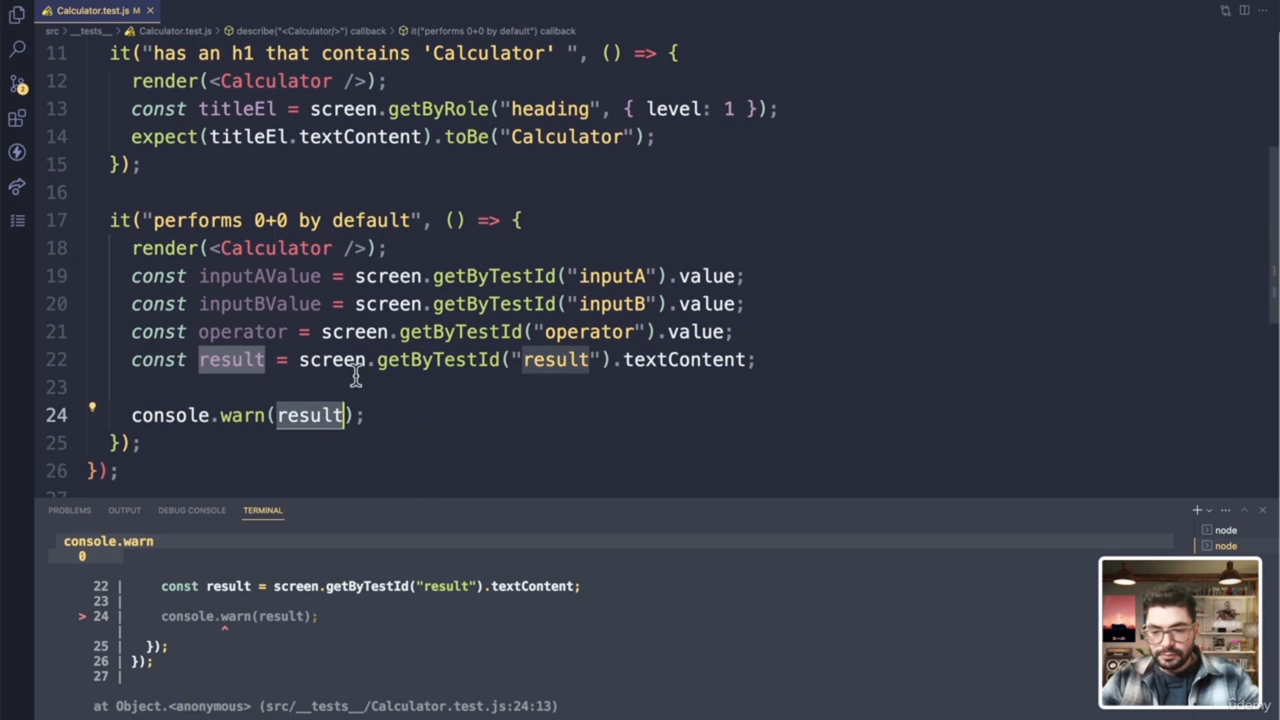 Calculator.test.js M
src > __tests__ > Calculator.test.js > describe("<Calculator/>") callback > it("performs 0+0 by default") callback
11 it("has an h1 that contains 'Calculator' ", () => {
12 render(<Calculator />);
13 const titleEl = screen.getByRole("heading", { level: 1 });
14 expect(titleEl.textContent).toBe("Calculator");
15 });
16
17 it("performs 0+0 by default", () => {
18 render(<Calculator />);
19 const inputAValue = screen.getByTestId("inputA").value;
20 const inputBValue = screen.getByTestId("inputB").value;
21 const operator = screen.getByTestId("operator").value;
22 const result = screen.getByTestId("result").textContent;
23
24 console.warn(result);
25 });
26 });
27
PROBLEMS OUTPUT DEBUG CONSOLE TERMINAL
node
node
console.warn
0
22 | const result = screen.getByTestId("result").textContent;
23 |
> 24 | console.warn(result);
| ^
25 | });
26 | });
27 |
at Object.<anonymous> (src/__tests__/Calculator.test.js:24:13)
udemy